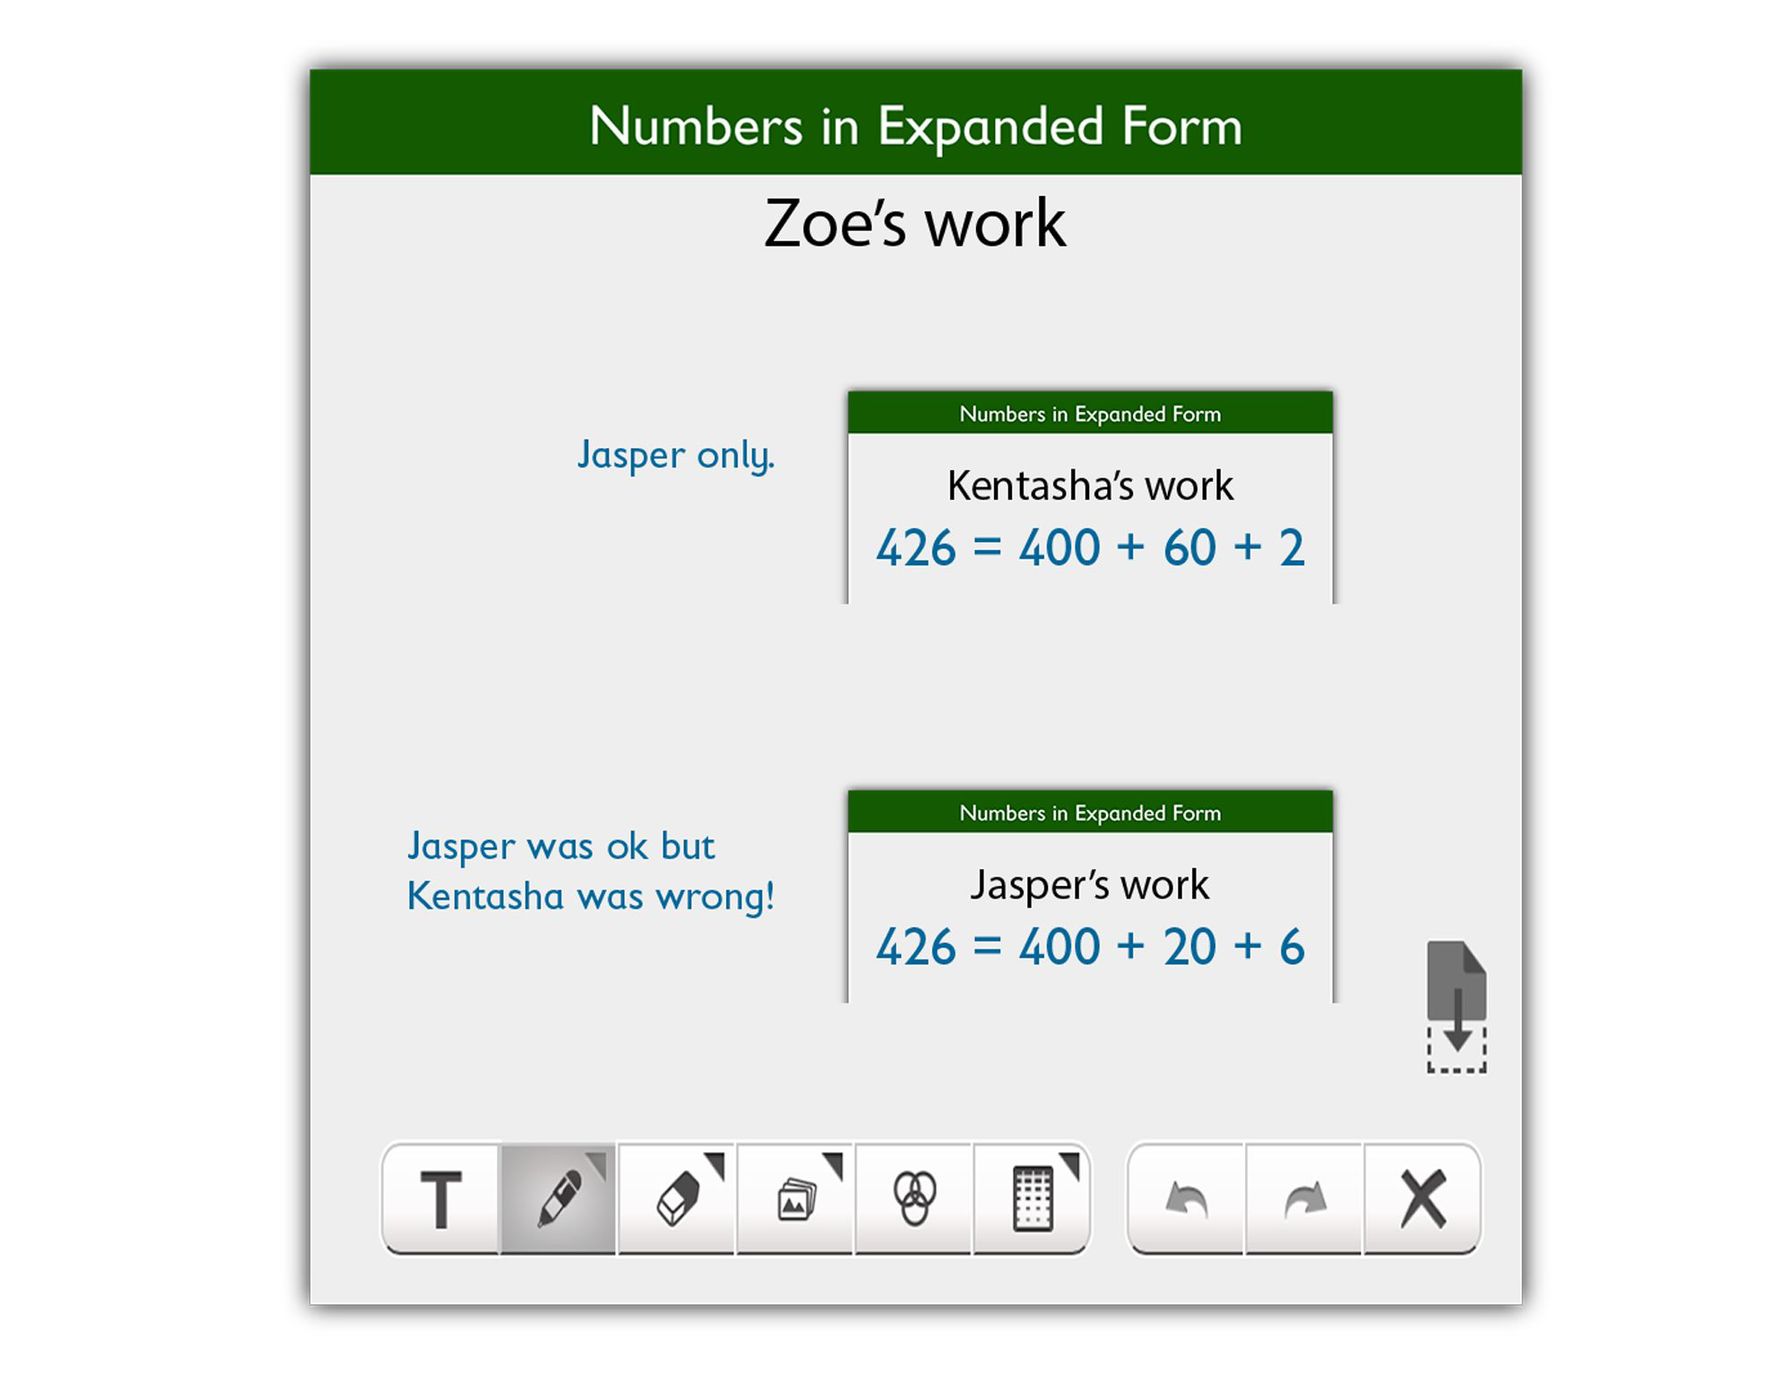 Numbers in Expanded Form
Zoe's work
Jasper only.
Numbers in Expanded Form
Kentasha's work
426 = 400 + 60 + 2
Jasper was ok but
Kentasha was wrong!
Numbers in Expanded Form
Jasper's work
426 = 400 + 20 + 6
T